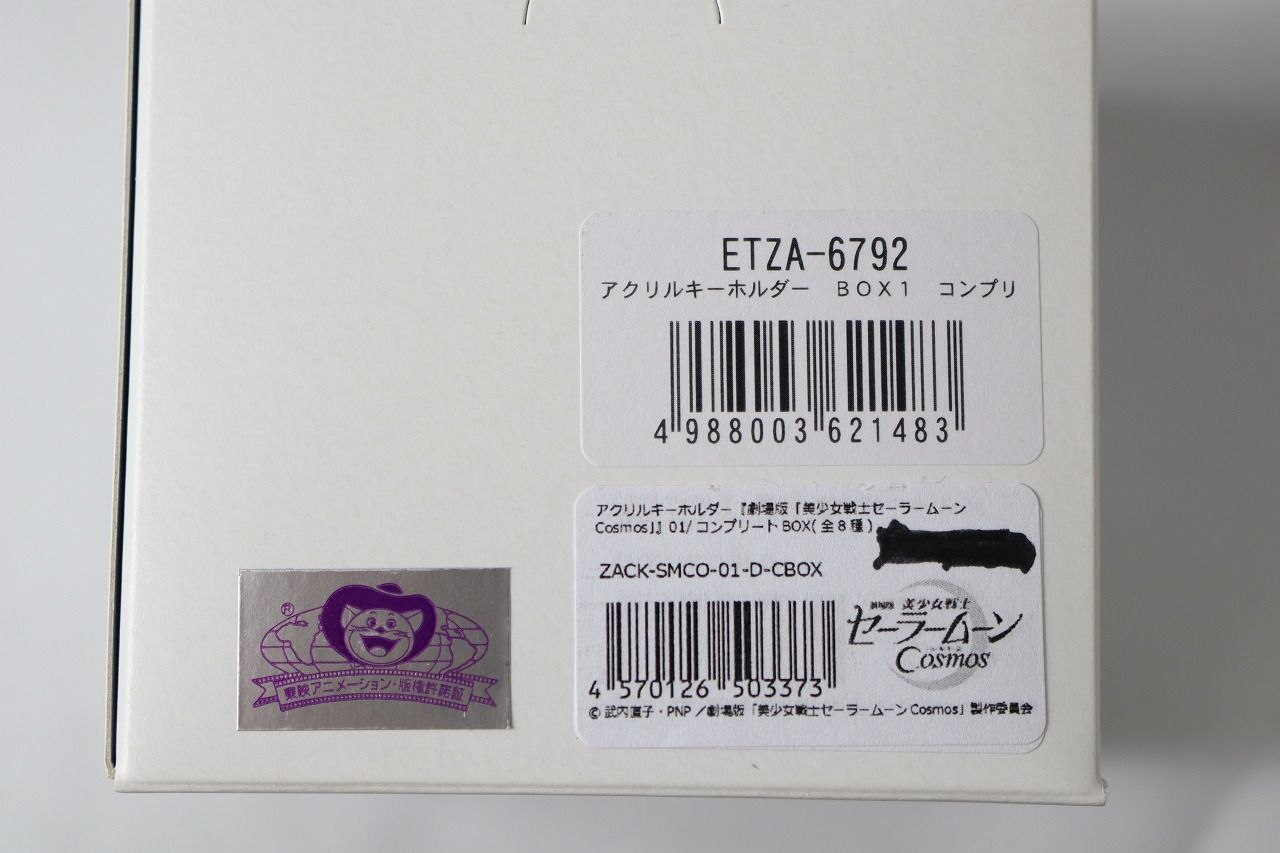 ETZA-6792
アクリルキーホルダー　ＢＯＸ１　コンプリ
4 988003 621483
アクリルキーホルダー『劇場版「美少女戦士セーラームーン
Cosmos」』01/ コンプリート BOX( 全８種 )
ZACK-SMCO-01-D-CBOX
劇場版 美少女戦士
セーラームーン
Cosmos
4 570126 503373
© 武内直子・PNP ／劇場版「美少女戦士セーラームーン Cosmos」製作委員会
®
東映アニメーション・版権許諾証